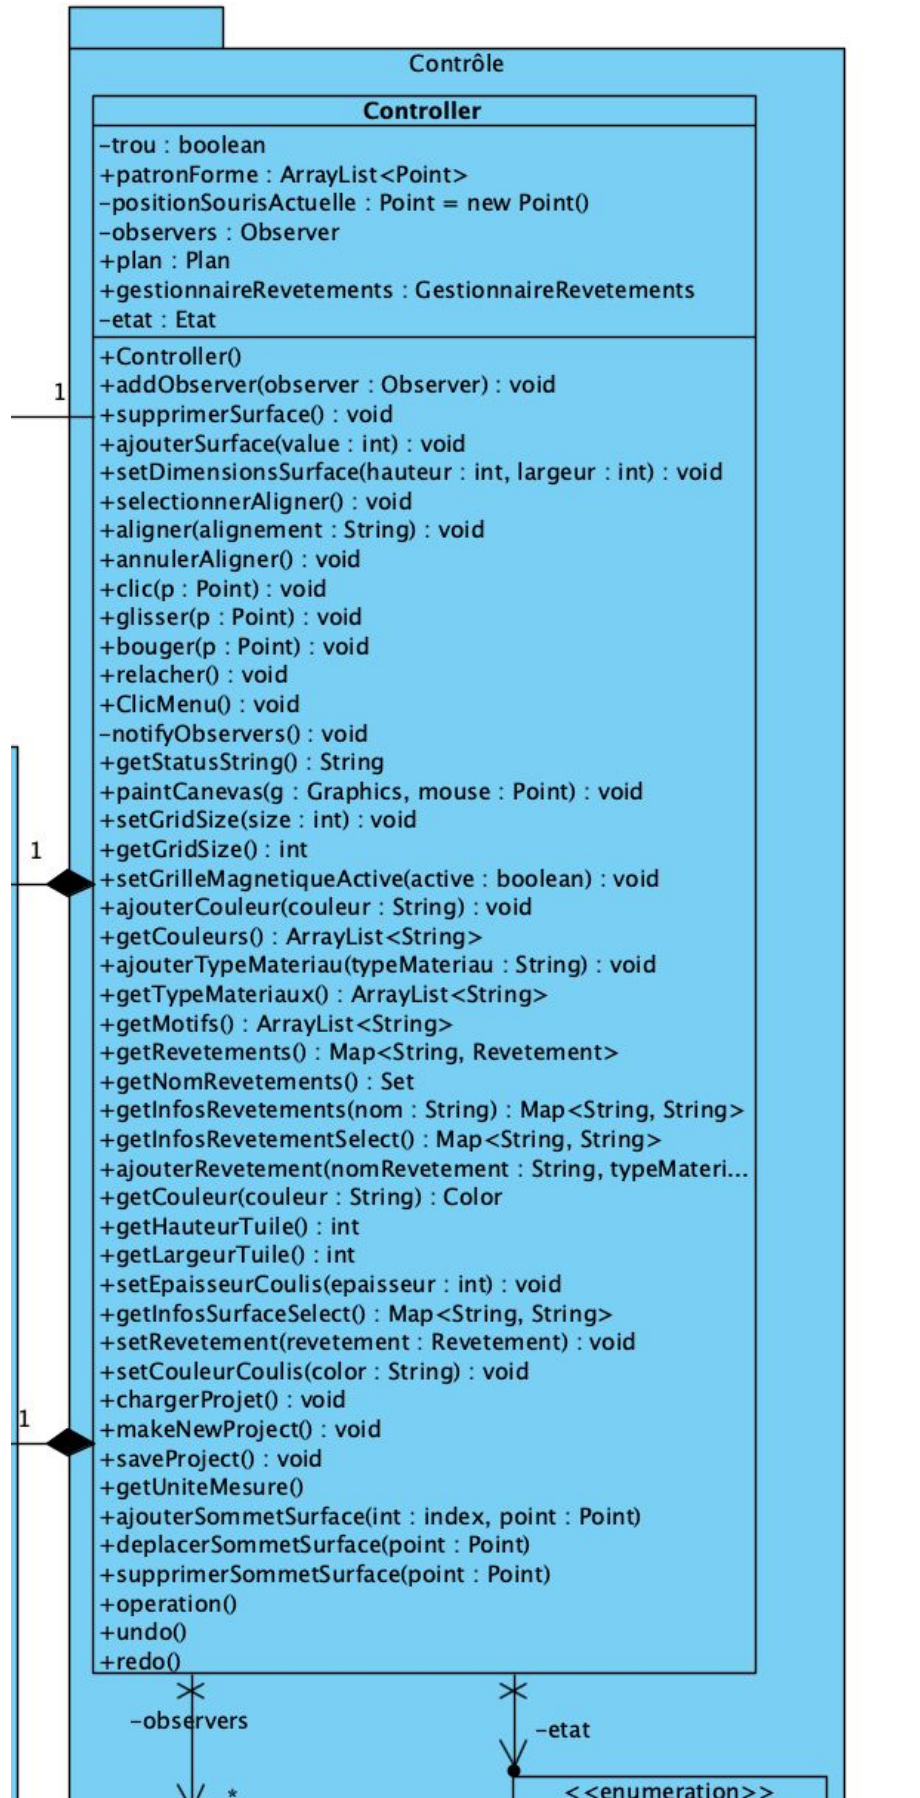 Contrôle
Controller
-trou : boolean
+patronForme : ArrayList<Point>
-positionSourisActuelle : Point = new Point()
-observers : Observer
+plan : Plan
+gestionnaireRevetements : GestionnaireRevetements
-etat : Etat
+Controller()
+addObserver(observer : Observer) : void
1
+supprimerSurface() : void
+ajouterSurface(value : int) : void
+setDimensionsSurface(hauteur : int, largeur : int) : void
+selectionnerAligner() : void
+aligner(alignement : String) : void
+annulerAligner() : void
+clic(p : Point) : void
+glisser(p : Point) : void
+bouger(p : Point) : void
+relacher() : void
+ClicMenu() : void
-notifyObservers() : void
+getStatusString() : String
+paintCanevas(g : Graphics, mouse : Point) : void
+setGridSize(size : int) : void
+getGridSize() : int
1
+setGrilleMagnetiqueActive(active : boolean) : void
+ajouterCouleur(couleur : String) : void
+getCouleurs() : ArrayList<String>
+ajouterTypeMateriau(typeMateriau : String) : void
+getTypeMateriaux() : ArrayList<String>
+getMotifs() : ArrayList<String>
+getRevetements() : Map<String, Revetement>
+getNomRevetements() : Set
+getInfosRevetements(nom : String) : Map<String, String>
+getInfosRevetementSelect() : Map<String, String>
+ajouterRevetement(nomRevetement : String, typeMateri...
+getCouleur(couleur : String) : Color
+getHauteurTuile() : int
+getLargeurTuile() : int
+setEpaisseurCoulis(epaisseur : int) : void
+getInfosSurfaceSelect() : Map<String, String>
+setRevetement(revetement : Revetement) : void
+setCouleurCoulis(color : String) : void
+chargerProjet() : void
1
+makeNewProject() : void
+saveProject() : void
+getUniteMesure()
+ajouterSommetSurface(int : index, point : Point)
+deplacerSommetSurface(point : Point)
+supprimerSommetSurface(point : Point)
+operation()
+undo()
+redo()
-observers
-etat
*
<<enumeration>>